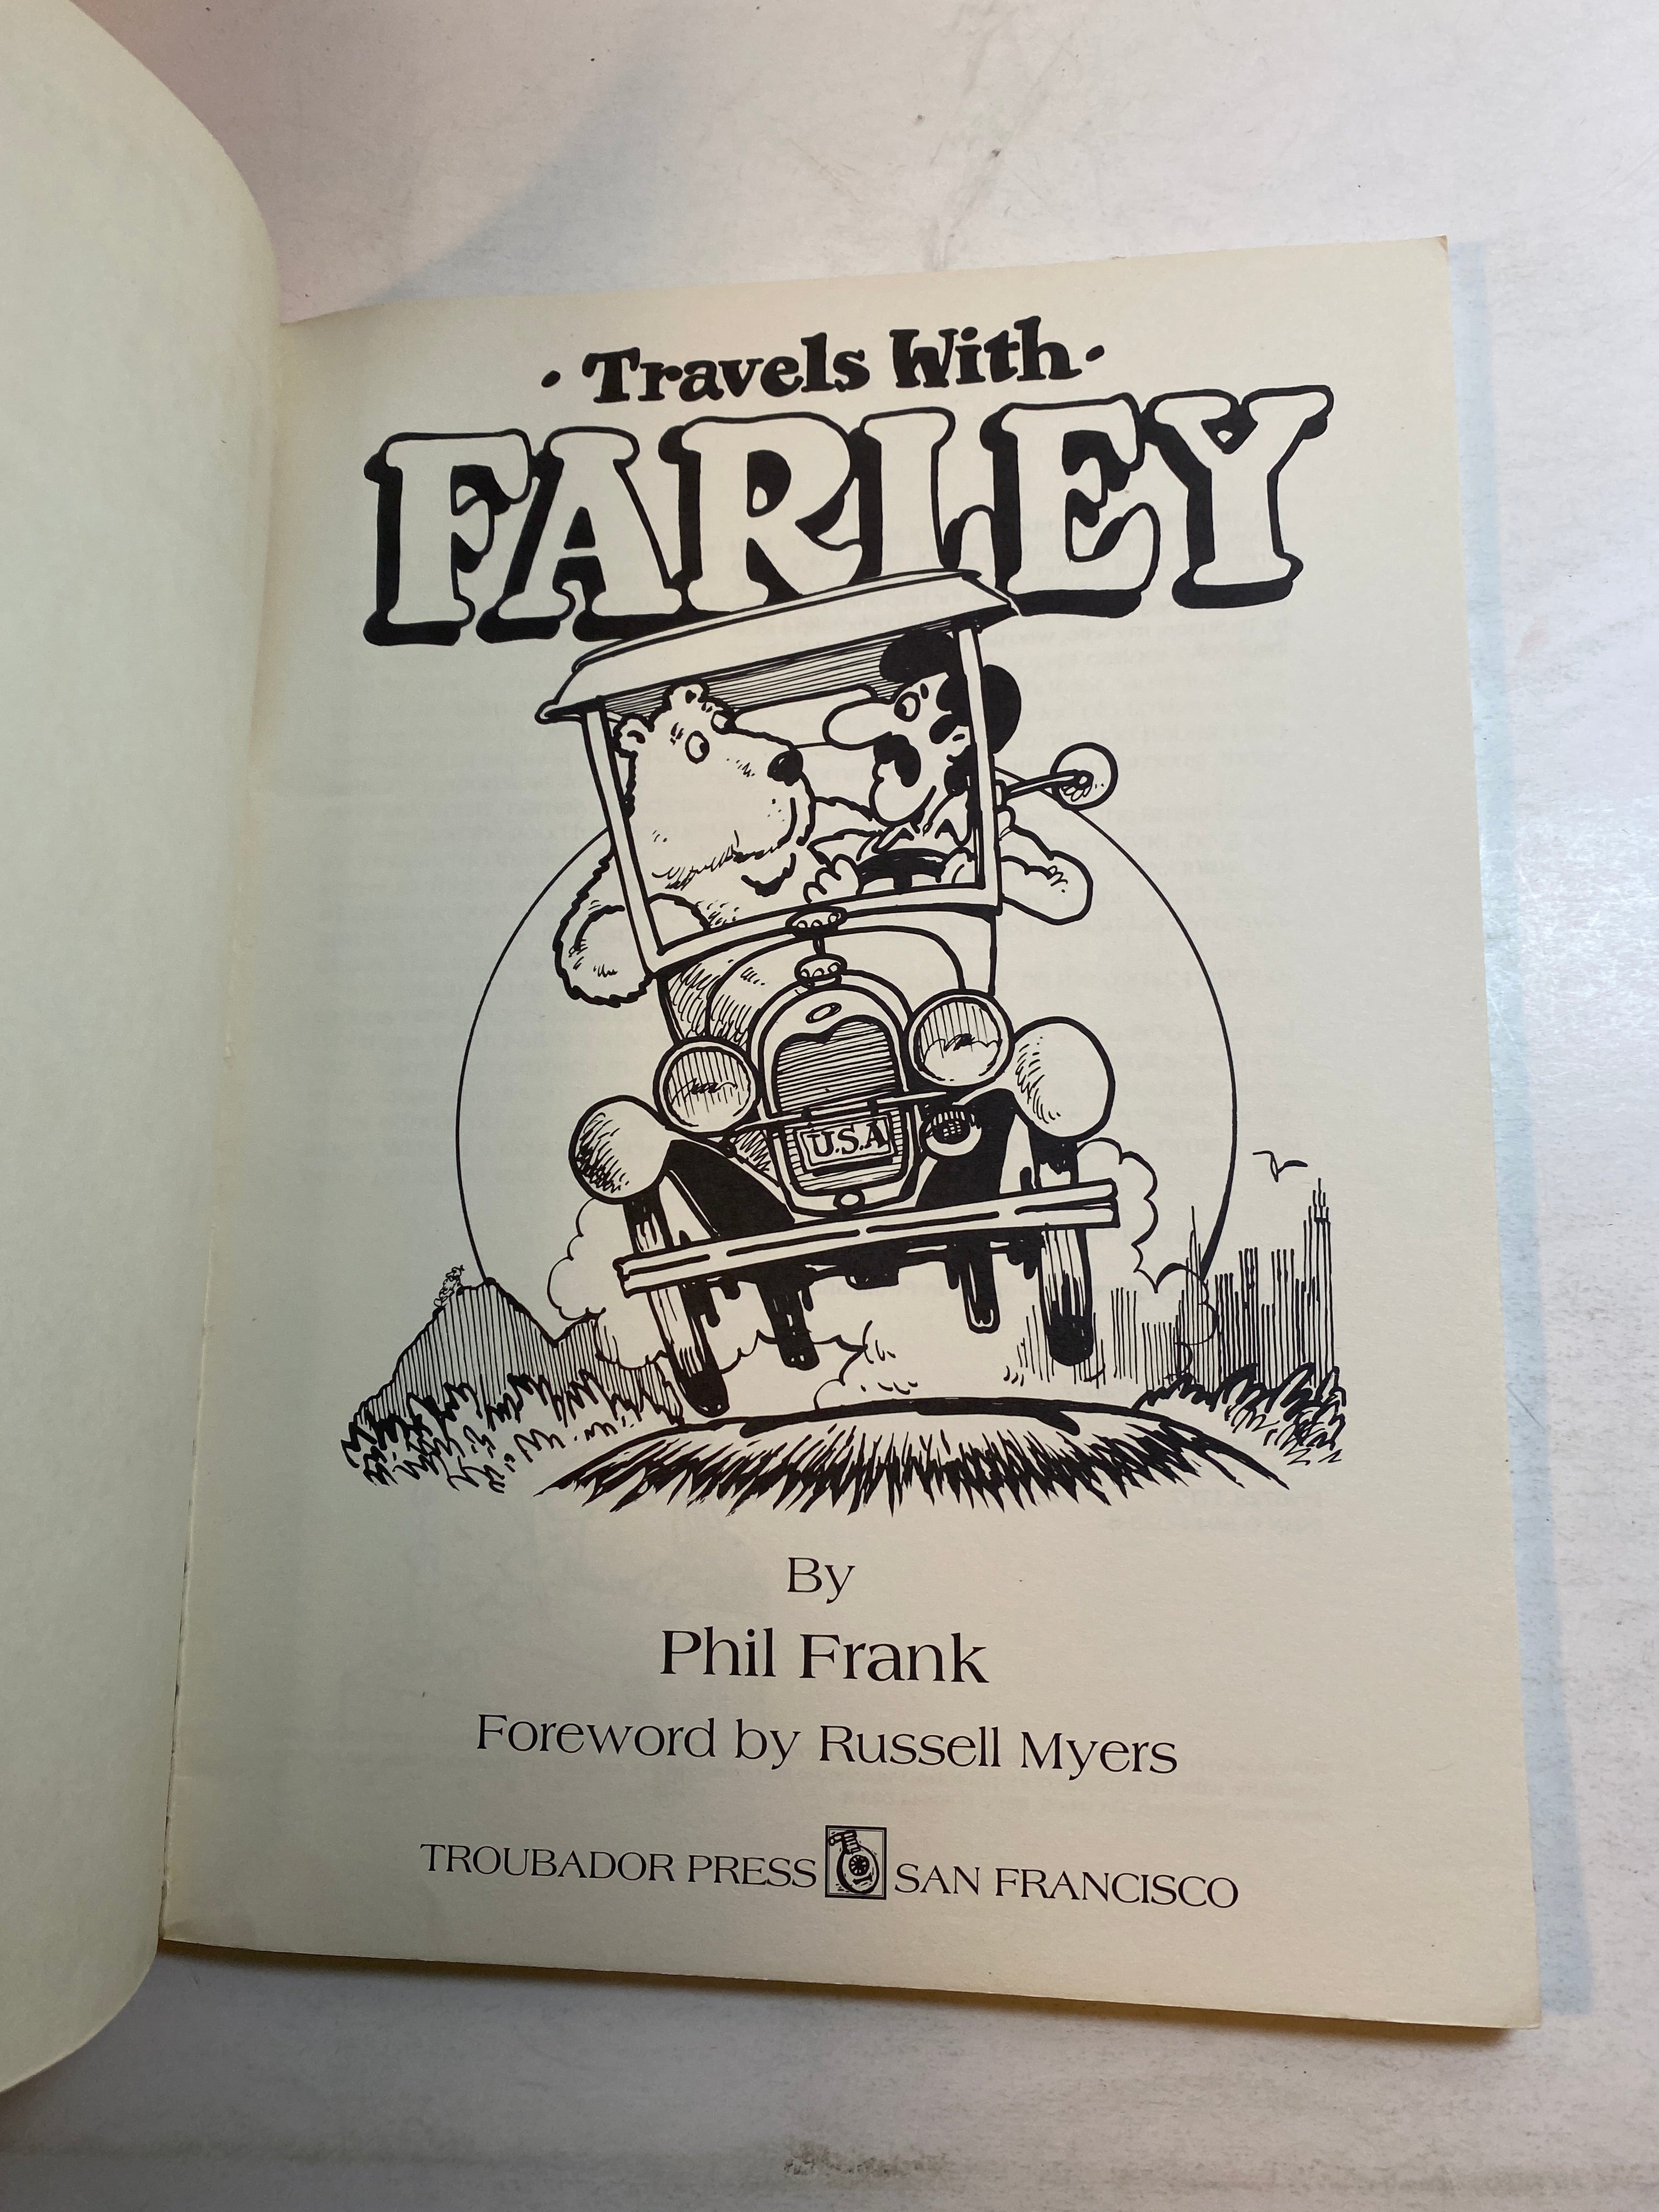 · Travels With ·
FARLEY
U.S.A
By
Phil Frank
Foreword by Russell Myers
TROUBADOR PRESS SAN FRANCISCO